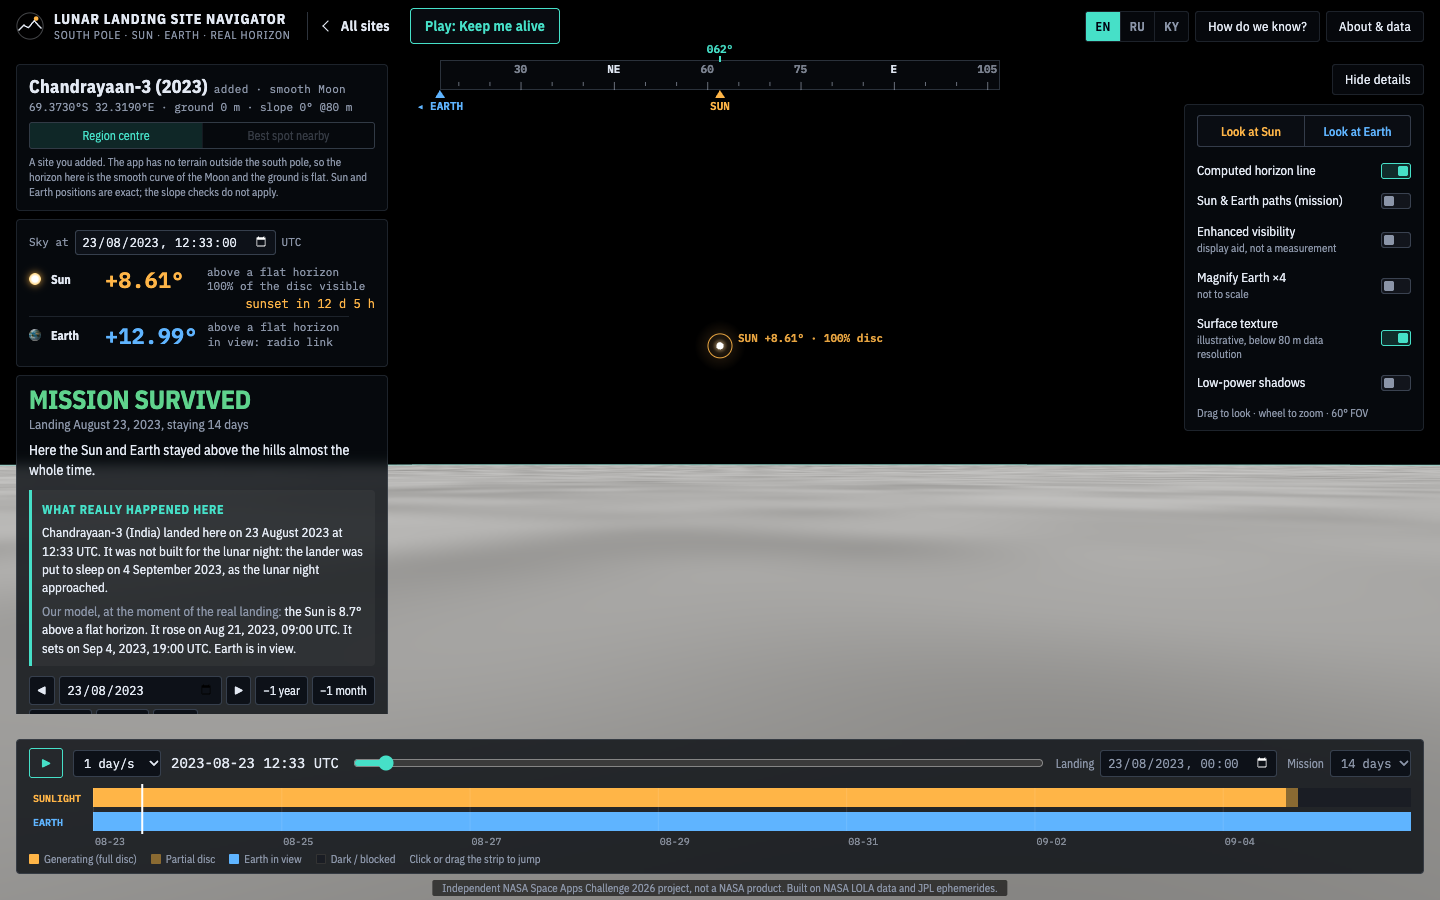 LUNAR LANDING SITE NAVIGATOR
SOUTH POLE · SUN · EARTH · REAL HORIZON
All sites
Play: Keep me alive
EN RU KY
How do we know?
About & data
062°
30 NE 60 75 E 105
◂ EARTH
SUN
Hide details
Chandrayaan-3 (2023) added · smooth Moon
69.3730°S 32.3190°E · ground 0 m · slope 0° @80 m
Region centre
Best spot nearby
A site you added. The app has no terrain outside the south pole, so the
horizon here is the smooth curve of the Moon and the ground is flat. Sun and
Earth positions are exact; the slope checks do not apply.
Sky at 23/08/2023, 12:33:00 UTC
Sun +8.61° above a flat horizon
100% of the disc visible
sunset in 12 d 5 h
Earth +12.99° above a flat horizon
in view: radio link
MISSION SURVIVED
Landing August 23, 2023, staying 14 days
Here the Sun and Earth stayed above the hills almost the
whole time.
WHAT REALLY HAPPENED HERE
Chandrayaan-3 (India) landed here on 23 August 2023 at
12:33 UTC. It was not built for the lunar night: the lander was
put to sleep on 4 September 2023, as the lunar night
approached.
Our model, at the moment of the real landing: the Sun is 8.7°
above a flat horizon. It rose on Aug 21, 2023, 09:00 UTC. It
sets on Sep 4, 2023, 19:00 UTC. Earth is in view.
◀ 23/08/2023 ▶ −1 year −1 month
SUN +8.61° · 100% disc
Look at Sun
Look at Earth
Computed horizon line
Sun & Earth paths (mission)
Enhanced visibility
display aid, not a measurement
Magnify Earth ×4
not to scale
Surface texture
illustrative, below 80 m data
resolution
Low-power shadows
Drag to look · wheel to zoom · 60° FOV
▶ 1 day/s 2023-08-23 12:33 UTC
Landing 23/08/2023, 00:00
Mission 14 days
SUNLIGHT
EARTH
08-23 08-25 08-27 08-29 08-31 09-02 09-04
Generating (full disc) Partial disc Earth in view Dark / blocked Click or drag the strip to jump
Independent NASA Space Apps Challenge 2026 project, not a NASA product. Built on NASA LOLA data and JPL ephemerides.